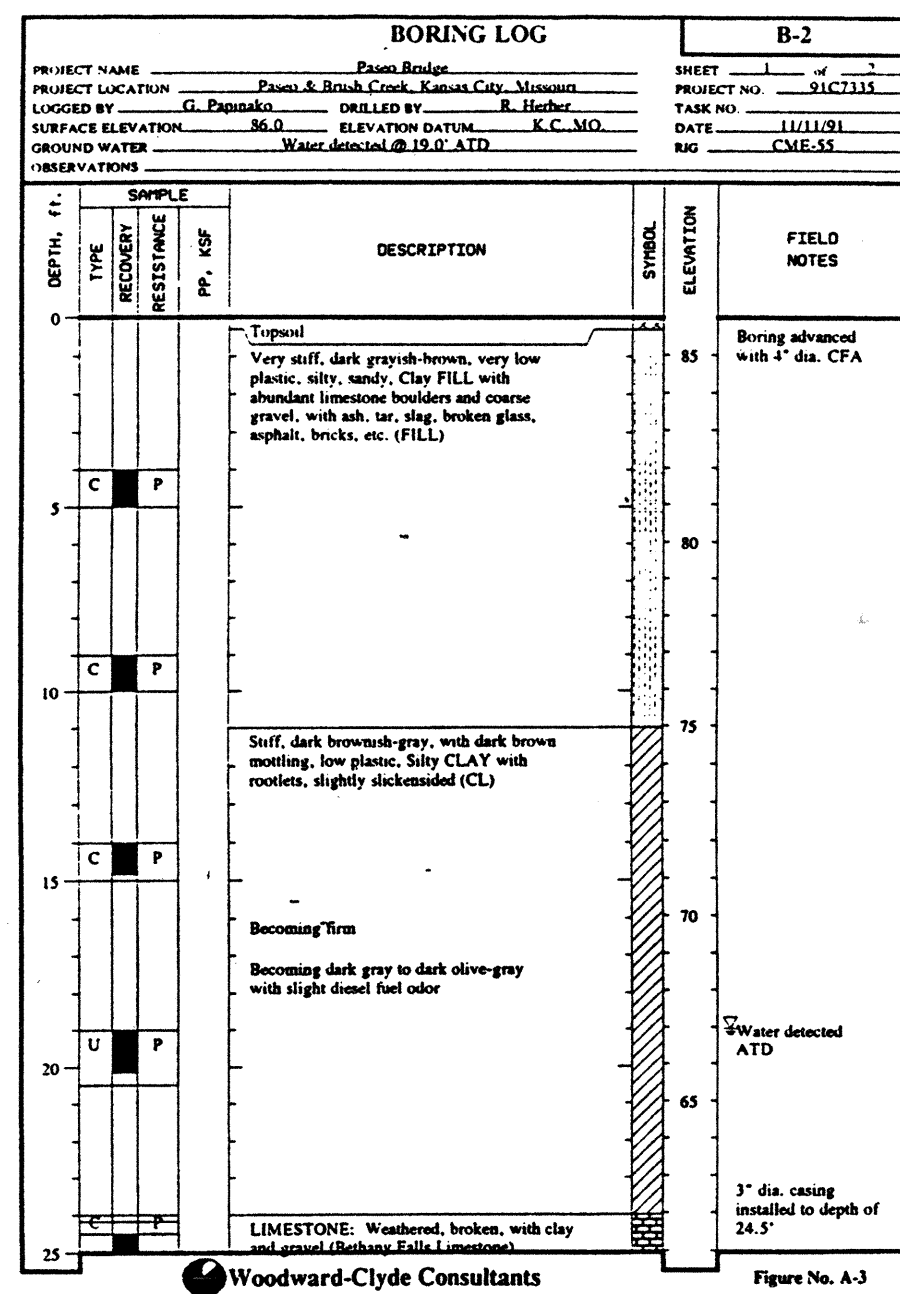 BORING LOG
B-2
PROJECT NAME Paseo Bridge
SHEET 1 of 2
PROJECT LOCATION Paseo & Brush Creek, Kansas City, Missouri
PROJECT NO. 91C7335
LOGGED BY G. Papinako DRILLED BY R. Herber
TASK NO.
SURFACE ELEVATION 86.0 ELEVATION DATUM K.C. MO.
DATE 11/11/91
GROUND WATER Water detected @ 19.0' ATD
RIG CME-55
OBSERVATIONS
DEPTH, ft.
SAMPLE
TYPE
RECOVERY
RESISTANCE
PP, KSF
DESCRIPTION
SYMBOL
ELEVATION
FIELD
NOTES
0
Topsoil
Boring advanced
with 4" dia. CFA
85
Very stiff, dark grayish-brown, very low
plastic, silty, sandy, Clay FILL with
abundant limestone boulders and coarse
gravel, with ash, tar, slag, broken glass,
asphalt, bricks, etc. (FILL)
C P
5
80
C P
10
75
Stiff, dark brownish-gray, with dark brown
mottling, low plastic, Silty CLAY with
rootlets, slightly slickensided (CL)
C P
15
70
Becoming firm
Becoming dark gray to dark olive-gray
with slight diesel fuel odor
Water detected
ATD
U P
20
65
3" dia. casing
installed to depth of
24.5'
C P
LIMESTONE: Weathered, broken, with clay
and gravel (Bethany Falls Limestone)
25
Woodward-Clyde Consultants
Figure No. A-3